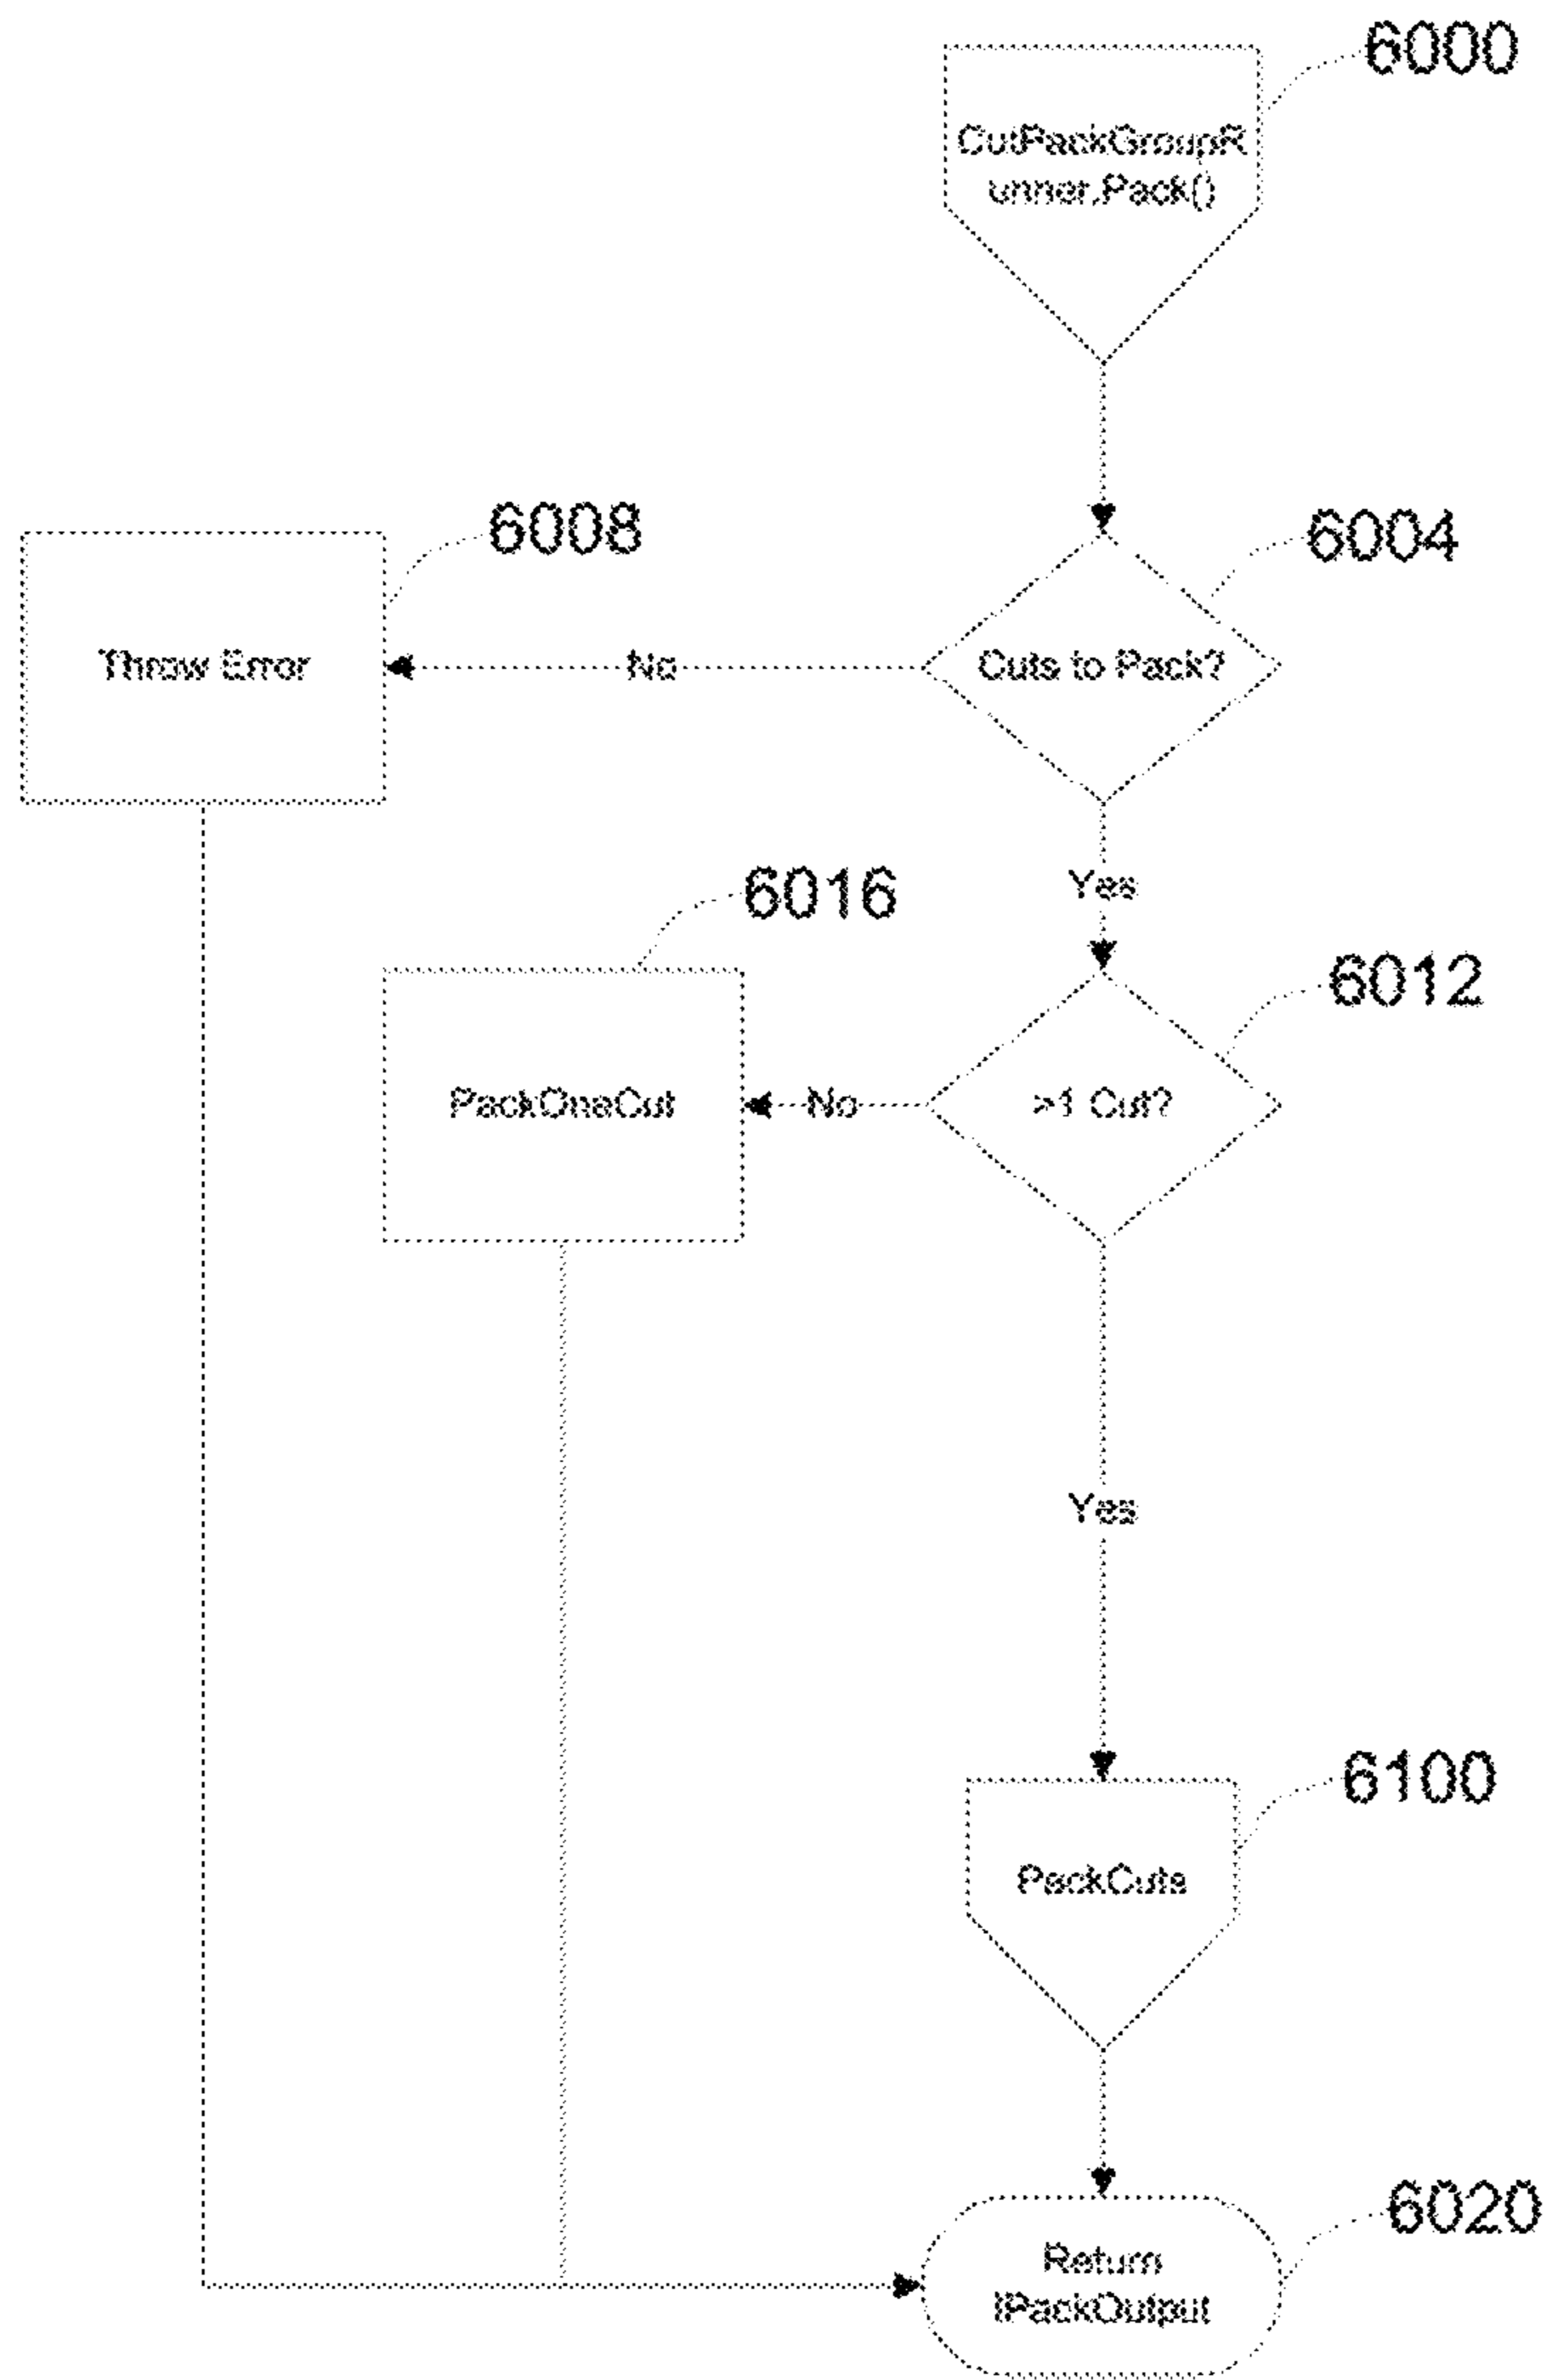 6000
CutPackGroupR
unner.Pack()
6008
6004
Throw Error
No
Cuts to Pack?
Yes
6016
6012
PackOneCut
No
>1 Cut?
Yes
6100
PackCuts
6020
Return
IPackOutput